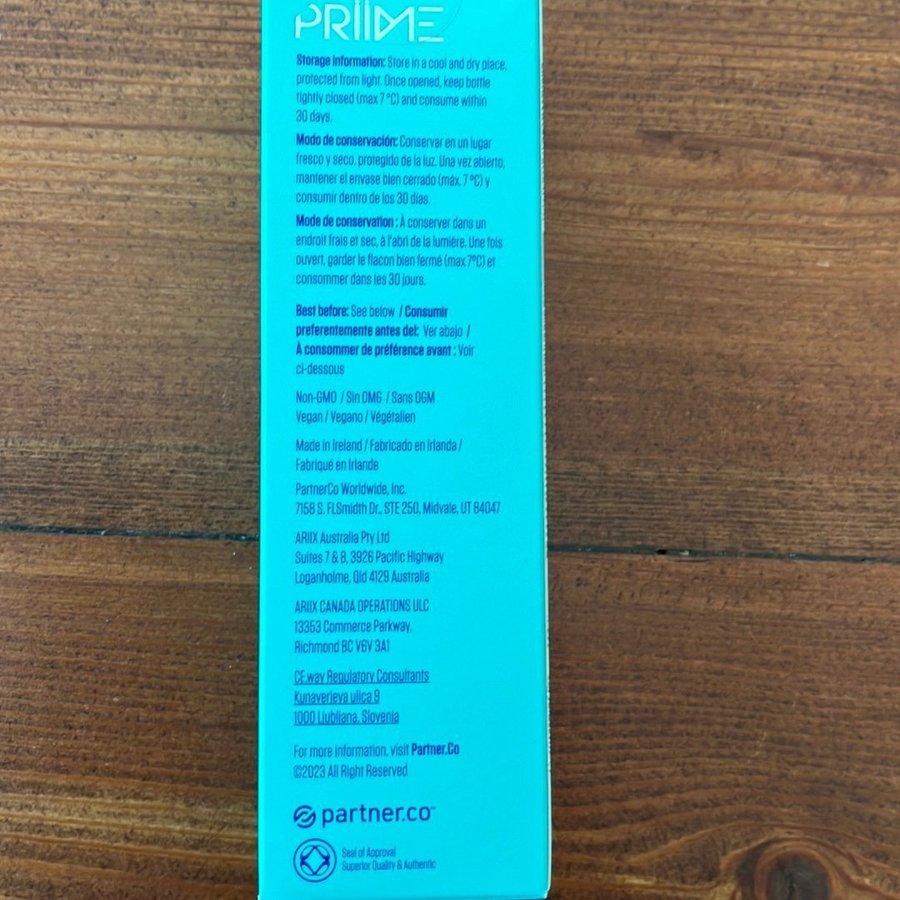 PRIIME
Storage information: Store in a cool and dry place,
protected from light. Once opened, keep bottle
tightly closed (max 7 °C) and consume within
30 days.
Modo de conservación: Conservar en un lugar
fresco y seco, protegido de la luz. Una vez abierto,
mantener el envase bien cerrado (máx. 7 °C) y
consumir dentro de los 30 días.
Mode de conservation : À conserver dans un
endroit frais et sec, à l'abri de la lumière. Une fois
ouvert, garder le flacon bien fermé (max 7°C) et
consommer dans les 30 jours.
Best before: See below / Consumir
preferentemente antes del: Ver abajo /
À consommer de préférence avant : Voir
ci-dessous
Non-GMO / Sin OMG / Sans OGM
Vegan / Vegano / Végétalien
Made in Ireland / Fabricado en Irlanda /
Fabriqué en Irlande
PartnerCo Worldwide, Inc.
7158 S. FLSmidth Dr., STE 250, Midvale, UT 84047
ARIIX Australia Pty Ltd
Suites 7 & 8, 3926 Pacific Highway
Loganholme, Qld 4129 Australia
ARIIX CANADA OPERATIONS ULC
13353 Commerce Parkway,
Richmond BC V6V 3A1
CE.way Regulatory Consultants
Kunaverjeva ulica 9
1000 Ljubljana, Slovenia
For more information, visit Partner.Co
©2023 All Right Reserved
partner.co™
Seal of Approval
Superior Quality & Authentic